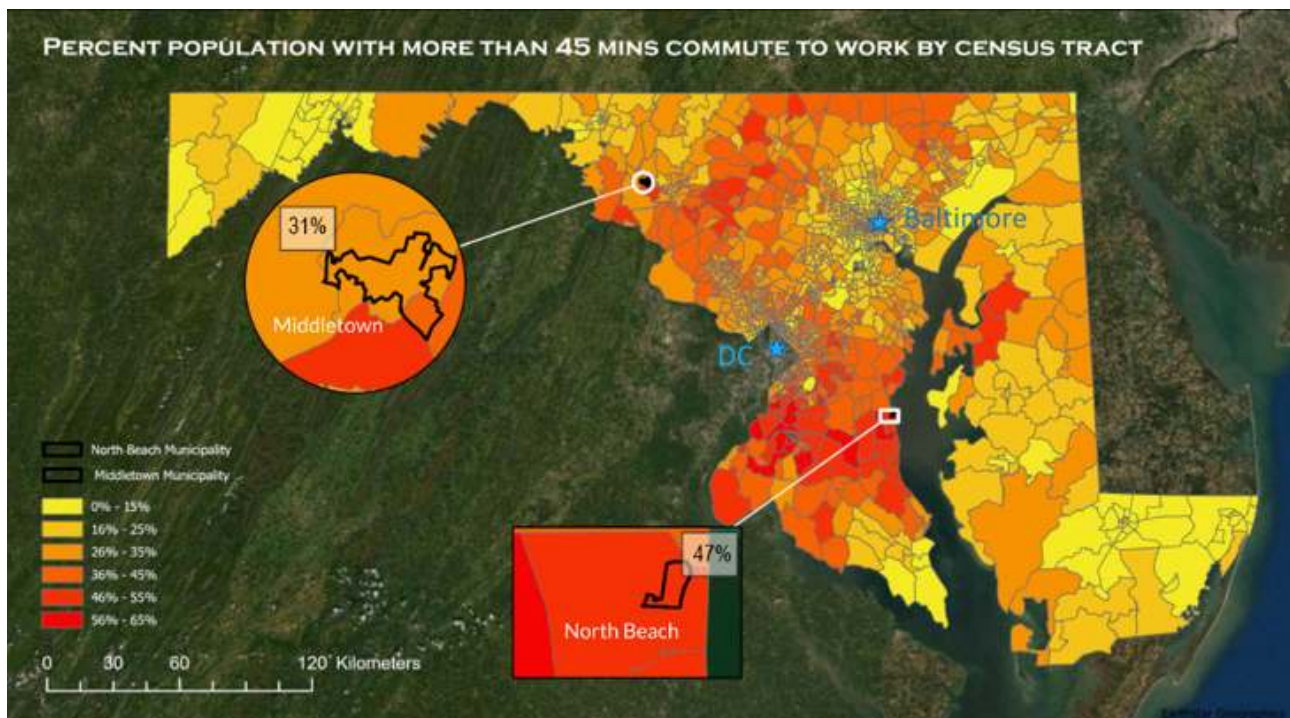 PERCENT POPULATION WITH MORE THAN 45 MINS COMMUTE TO WORK BY CENSUS TRACT
31%
Middletown
Baltimore
DC
North Beach Municipality
Middletown Municipality
0% - 15%
16% - 25%
26% - 35%
36% - 45%
46% - 55%
56% - 65%
47%
North Beach
0 30 60 120 Kilometers